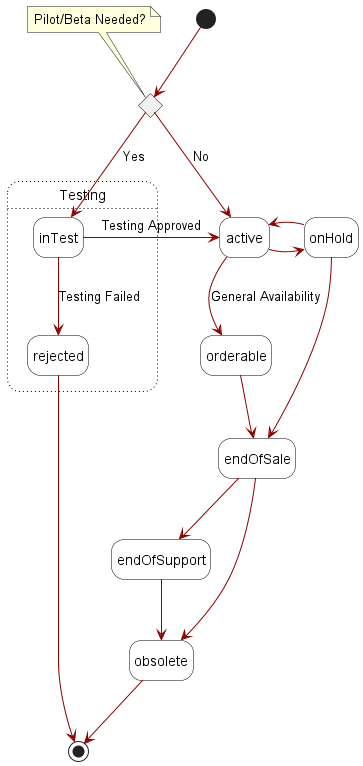 Pilot/Beta Needed?
Yes
No
Testing
inTest
Testing Approved
active
onHold
Testing Failed
General Availability
rejected
orderable
endOfSale
endOfSupport
obsolete